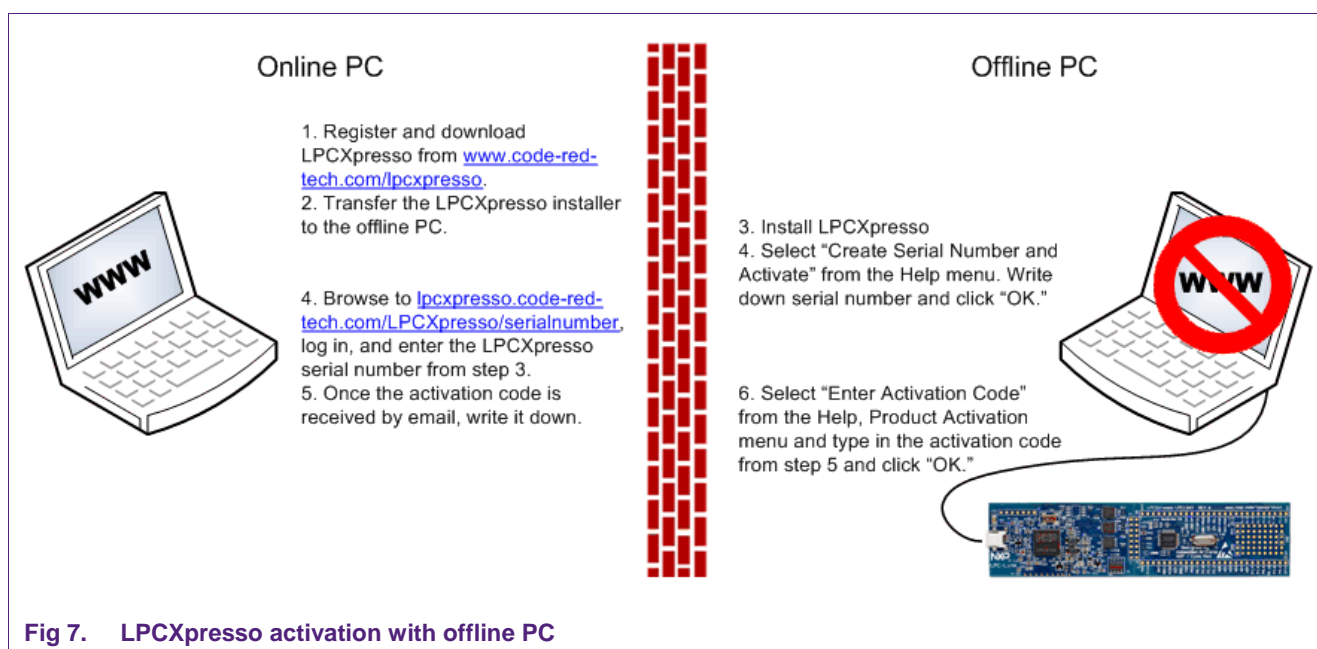 Online PC
1. Register and download
LPCXpresso from www.code-red-
tech.com/lpcxpresso.
2. Transfer the LPCXpresso installer
to the offline PC.
4. Browse to lpcxpresso.code-red-
tech.com/LPCXpresso/serialnumber,
log in, and enter the LPCXpresso
serial number from step 3.
5. Once the activation code is
received by email, write it down.
www
Offline PC
3. Install LPCXpresso
4. Select “Create Serial Number and
Activate” from the Help menu. Write
down serial number and click “OK.”
6. Select “Enter Activation Code”
from the Help, Product Activation
menu and type in the activation code
from step 5 and click “OK.”
www
NXP
LPC-Link
Fig 7. LPCXpresso activation with offline PC